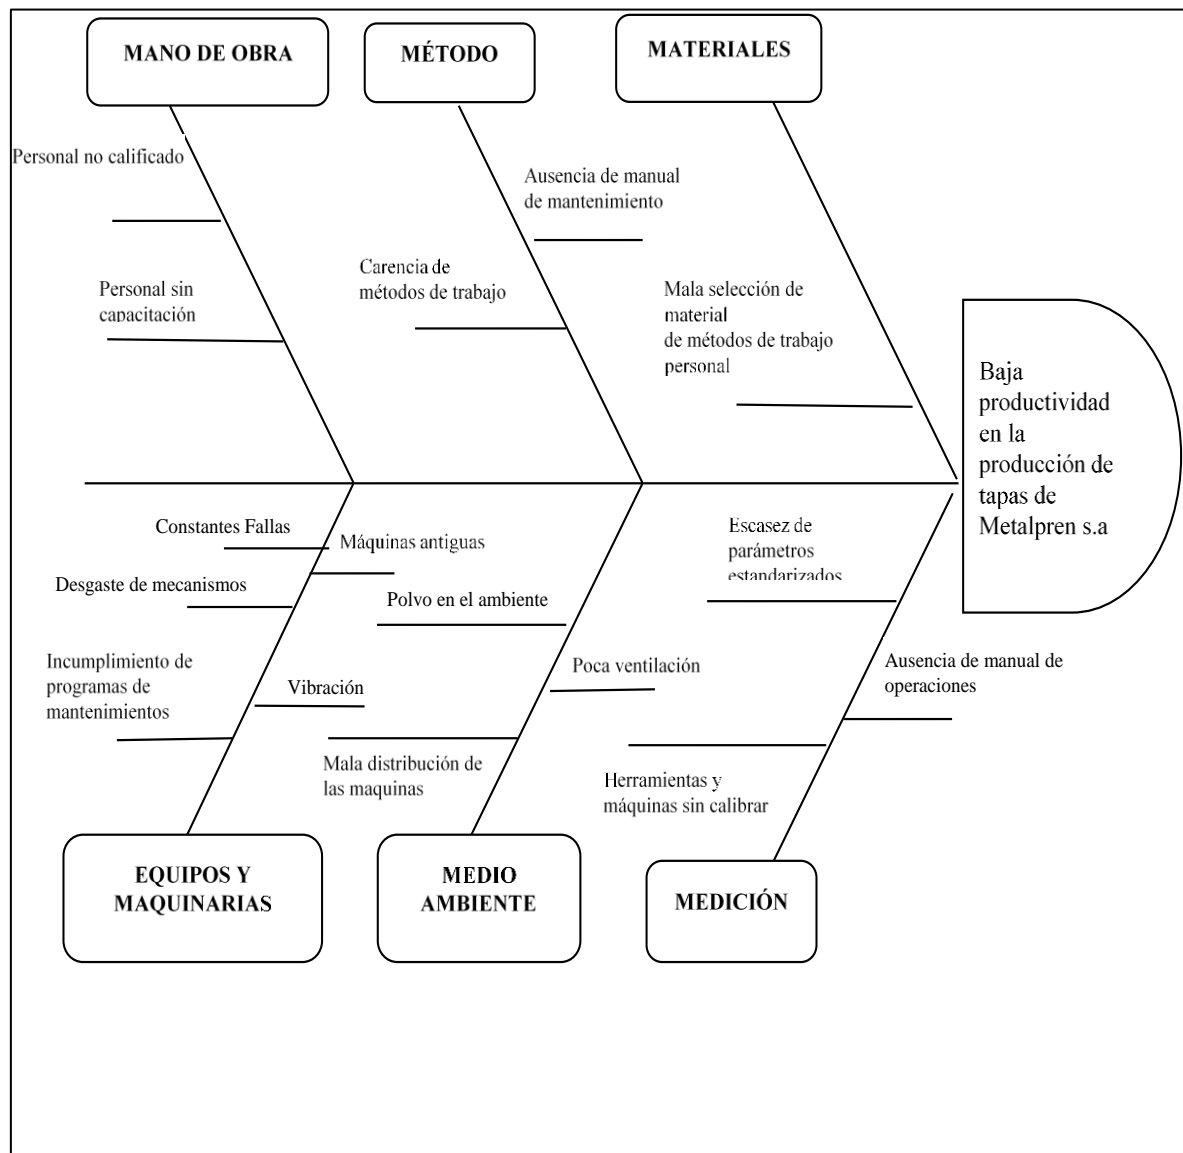 MANO DE OBRA
MÉTODO
MATERIALES
Personal no calificado
Personal sin
capacitación
Carencia de
métodos de trabajo
Ausencia de manual
de mantenimiento
Mala selección de
material
de métodos de trabajo
personal
Baja
productividad
en la
producción de
tapas de
Metalpren s.a
Constantes Fallas
Máquinas antiguas
Desgaste de mecanismos
Incumplimiento de
programas de
mantenimientos
Vibración
Polvo en el ambiente
Poca ventilación
Mala distribución de
las maquinas
Escasez de
parámetros
estandarizados
Ausencia de manual de
operaciones
Herramientas y
máquinas sin calibrar
EQUIPOS Y
MAQUINARIAS
MEDIO
AMBIENTE
MEDICIÓN